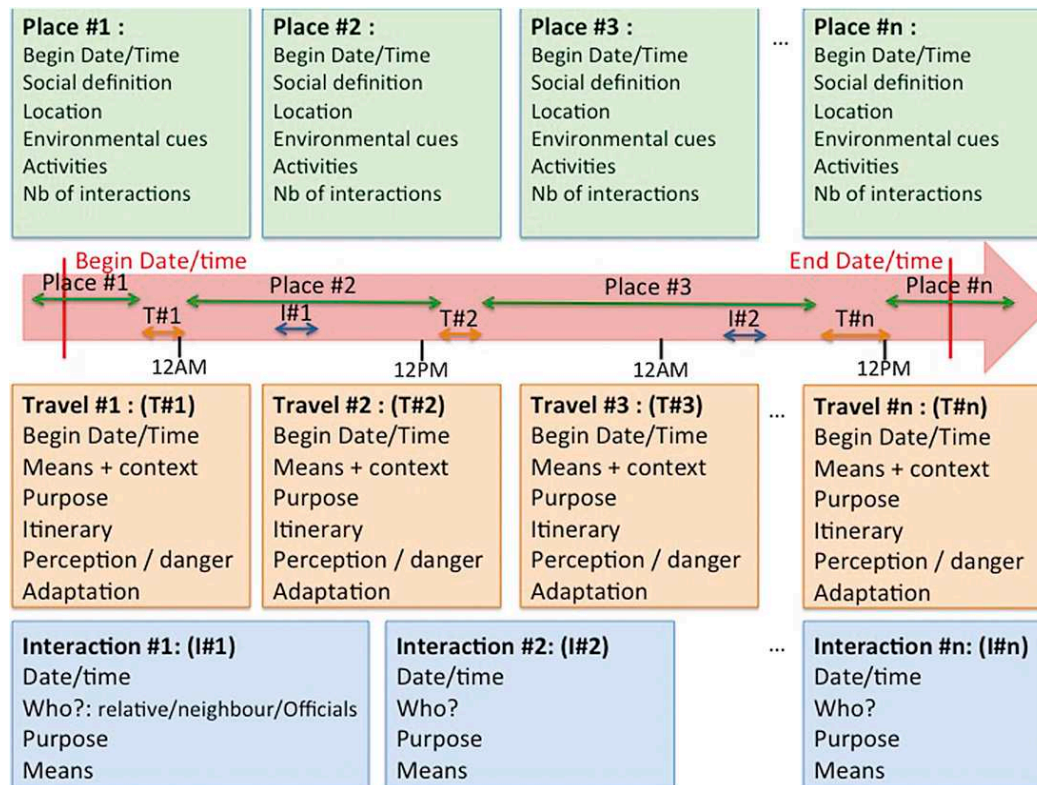 Place #1 :
Begin Date/Time
Social definition
Location
Environmental cues
Activities
Nb of interactions
Place #2 :
Begin Date/Time
Social definition
Location
Environmental cues
Activities
Nb of interactions
Place #3 :
Begin Date/Time
Social definition
Location
Environmental cues
Activities
Nb of interactions
...
Place #n :
Begin Date/Time
Social definition
Location
Environmental cues
Activities
Nb of interactions
Begin Date/time
End Date/time
Place #1
Place #2
Place #3
Place #n
T#1
I#1
T#2
I#2
T#n
12AM
12PM
12AM
12PM
Travel #1 : (T#1)
Begin Date/Time
Means + context
Purpose
Itinerary
Perception / danger
Adaptation
Travel #2 : (T#2)
Begin Date/Time
Means + context
Purpose
Itinerary
Perception / danger
Adaptation
Travel #3 : (T#3)
Begin Date/Time
Means + context
Purpose
Itinerary
Perception / danger
Adaptation
...
Travel #n : (T#n)
Begin Date/Time
Means + context
Purpose
Itinerary
Perception / danger
Adaptation
Interaction #1: (I#1)
Date/time
Who?: relative/neighbour/Officials
Purpose
Means
Interaction #2: (I#2)
Date/time
Who?
Purpose
Means
...
Interaction #n: (I#n)
Date/time
Who?
Purpose
Means